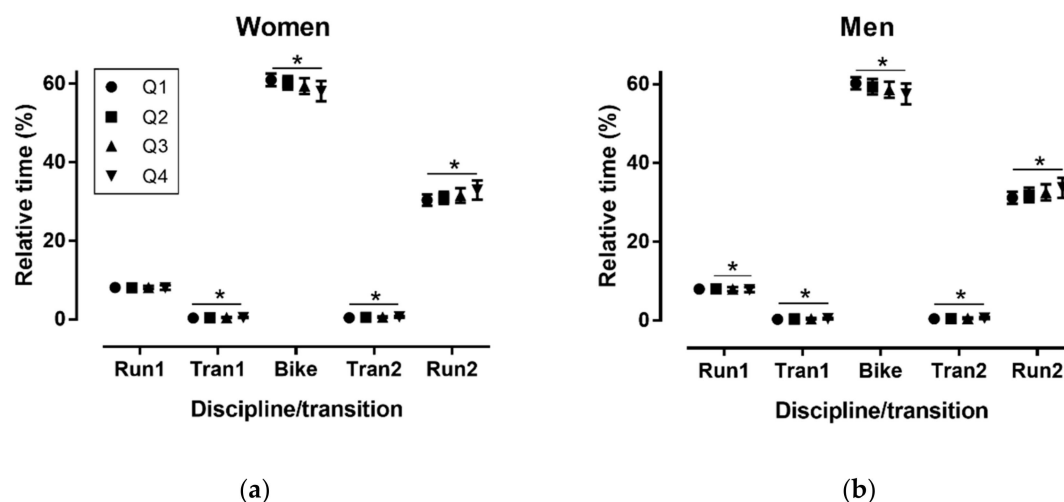 Women
*
Q1
Q2
Q3
Q4
60
40
20
0
Relative time (%)
*
*
*
Run1 Tran1 Bike Tran2 Run2
Discipline/transition
(a)
Men
*
60
40
20
0
Relative time (%)
*
*
*
*
Run1 Tran1 Bike Tran2 Run2
Discipline/transition
(b)